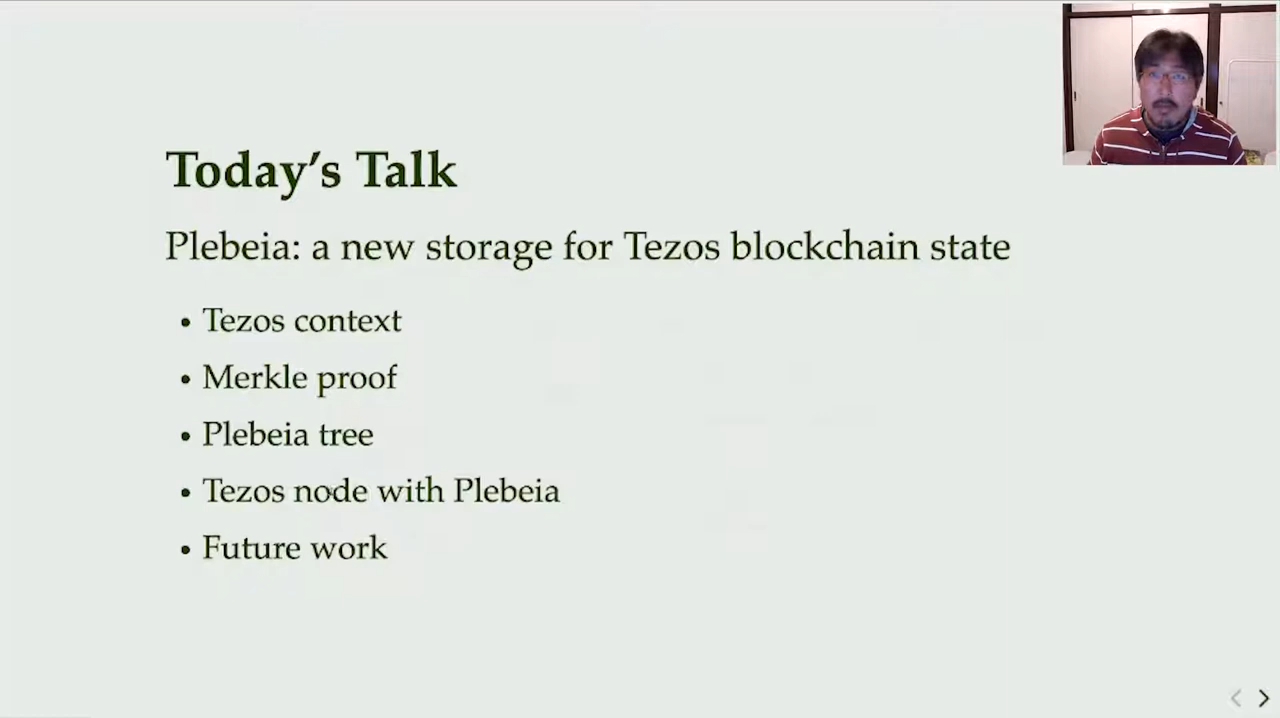 Today's Talk
Plebeia: a new storage for Tezos blockchain state
• Tezos context
• Merkle proof
• Plebeia tree
• Tezos node with Plebeia
• Future work